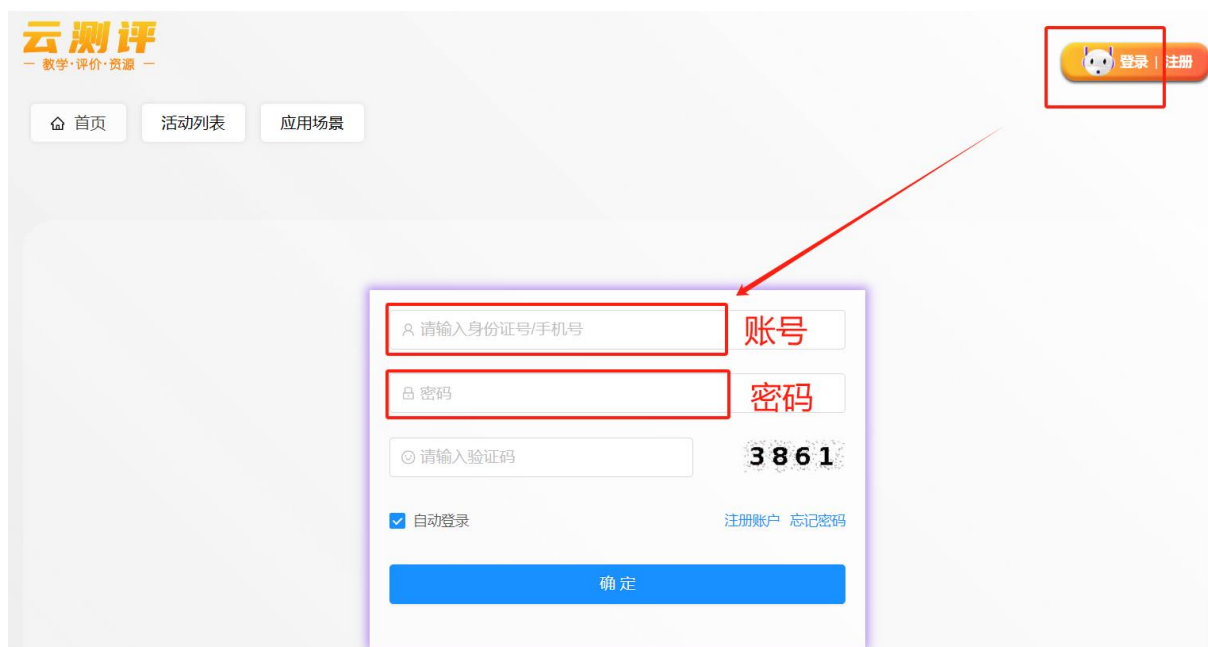 云测评
— 教学·评价·资源 —
登录 | 注册
首页
活动列表
应用场景
请输入身份证号/手机号
账号
密码
密码
请输入验证码
3861
自动登录
注册账户 忘记密码
确定